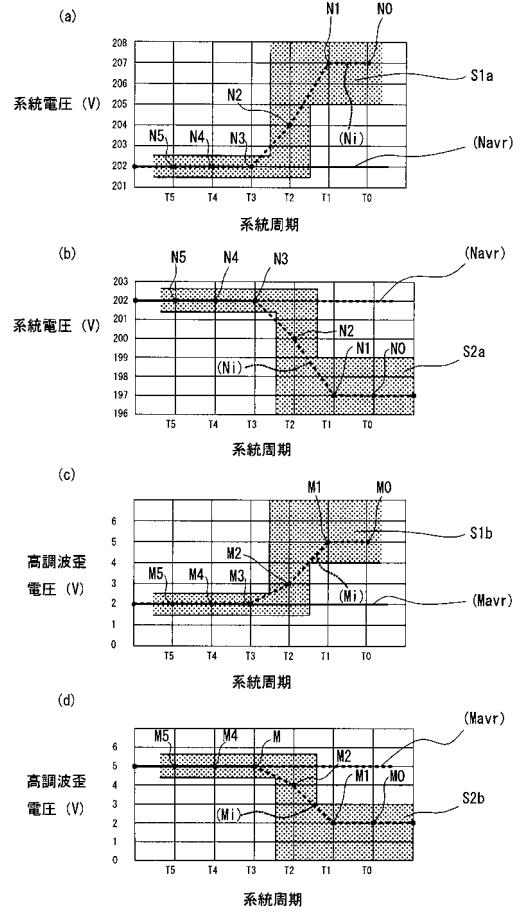 (a)
N1 N0
208
207
206
205
204
203
202
201
系統電圧 (V)
S1a
N2
(Ni)
(Navr)
N5 N4 N3
T5 T4 T3 T2 T1 T0
系統周期
(b)
N5 N4 N3
(Navr)
203
202
201
200
199
198
197
196
系統電圧 (V)
N2
S2a
(Ni)
N1 N0
T5 T4 T3 T2 T1 T0
系統周期
(c)
M1 M0
6
5
4
3
2
1
0
高調波歪
電圧 (V)
S1b
M2
(Mi)
M5 M4 M3
(Mavr)
T5 T4 T3 T2 T1 T0
系統周期
(d)
(Mavr)
M5 M4 M
M2
6
5
4
3
2
1
0
高調波歪
電圧 (V)
M1 M0
(Mi)
S2b
T5 T4 T3 T2 T1 T0
系統周期